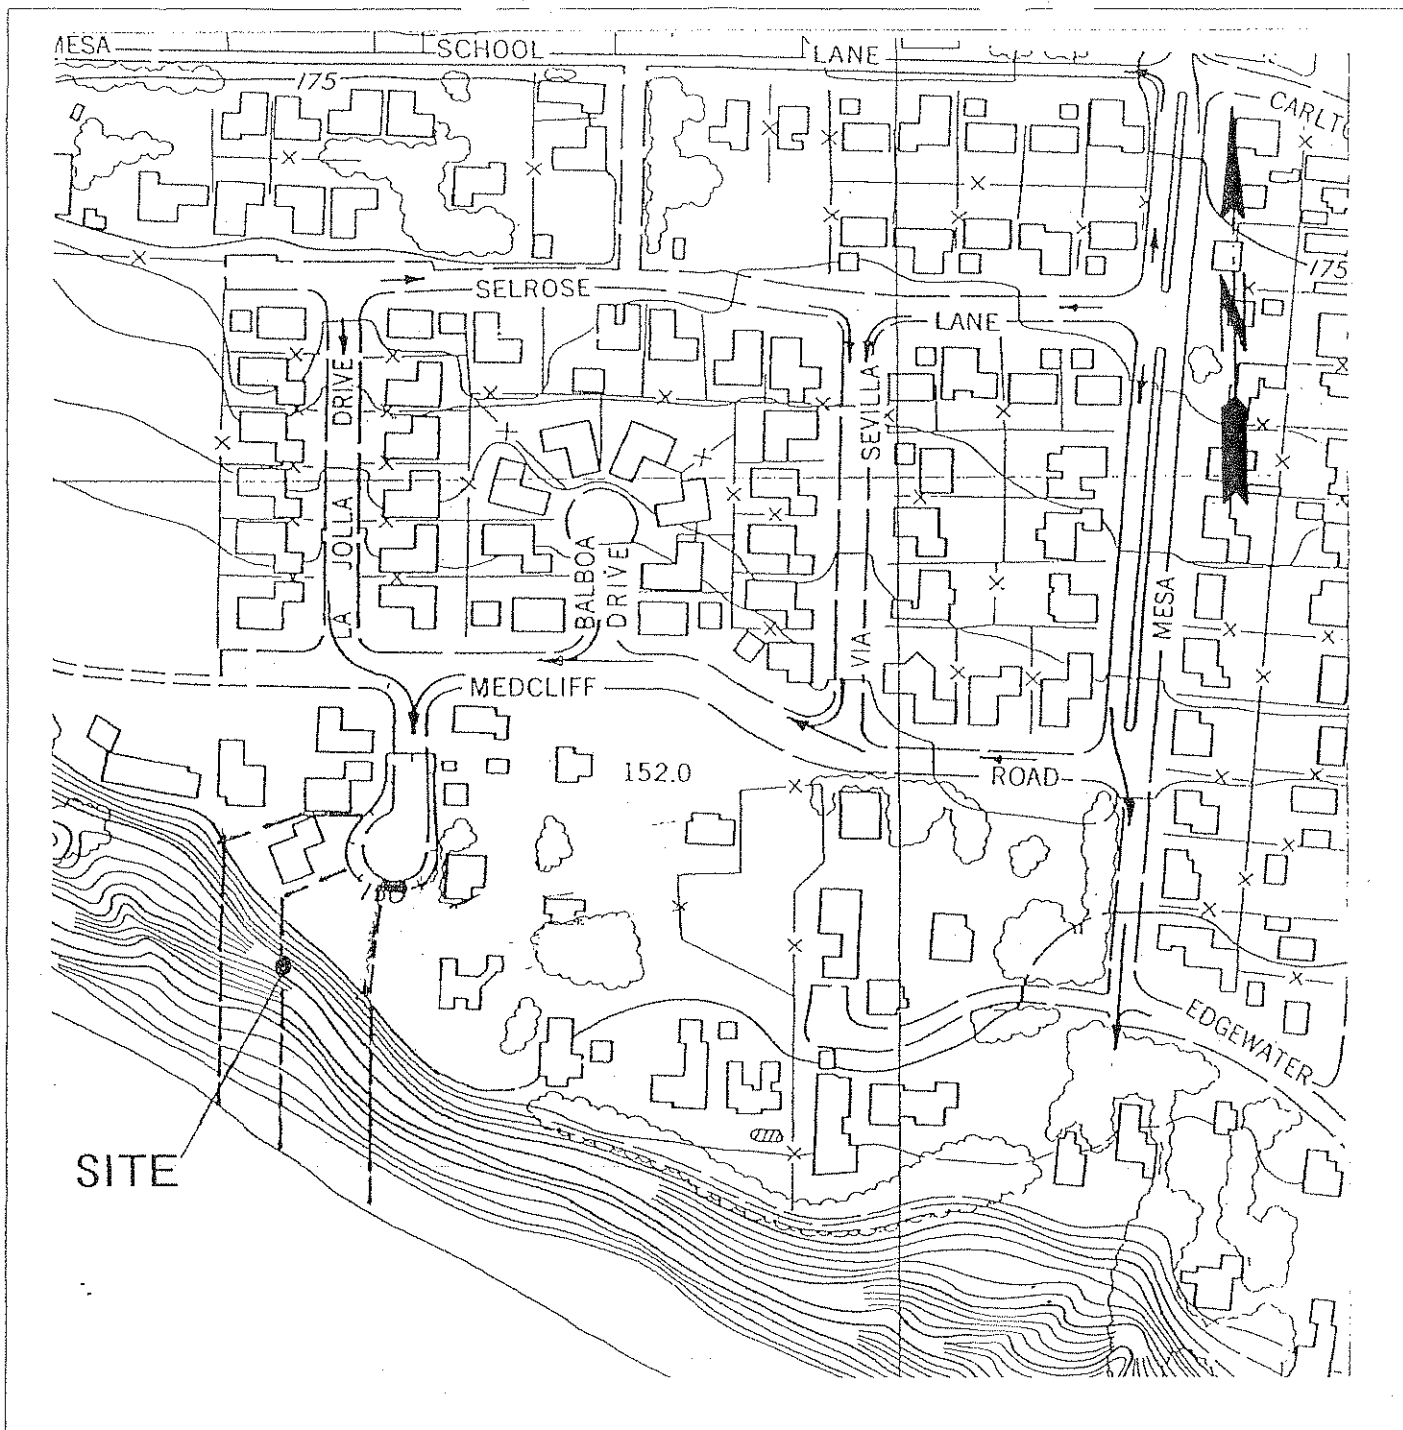 MESA SCHOOL LANE
175
CARLTO
175
SELROSE LANE
LA JOLLA DRIVE
SEVILLA
VIA
BALBOA
DRIVE
MESA
MEDCLIFF ROAD
152.0
EDGEWATER
SITE